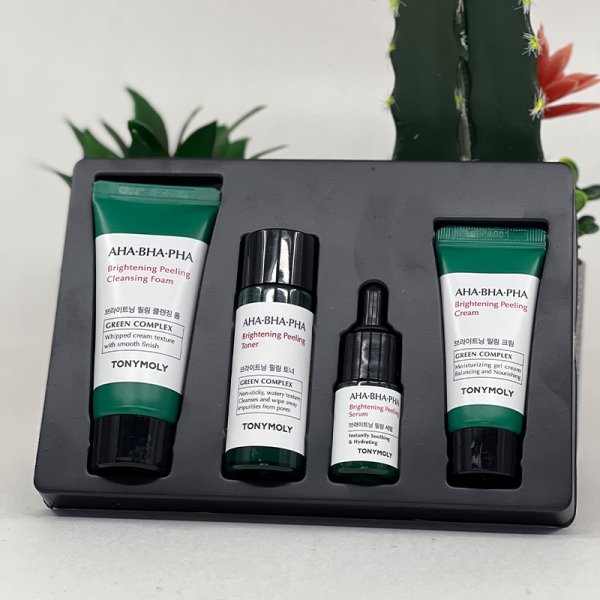 AHA·BHA·PHA
Brightening Peeling
Cleansing Foam
브라이트닝 필링 클렌징 폼
GREEN COMPLEX
Whipped cream texture
with smooth finish
TONYMOLY
AHA·BHA·PHA
Brightening Peeling
Toner
브라이트닝 필링 토너
GREEN COMPLEX
Non-sticky, watery texture
Cleanses and wipe away
impurities from pores
TONYMOLY
AHA·BHA·PHA
Brightening Peeling
Serum
브라이트닝 필링 세럼
Instantly Soothing
& Hydrating
TONYMOLY
AHA·BHA·PHA
Brightening Peeling
Cream
브라이트닝 필링 크림
GREEN COMPLEX
Moisturizing gel cream
Balancing and Nourishing
TONYMOLY